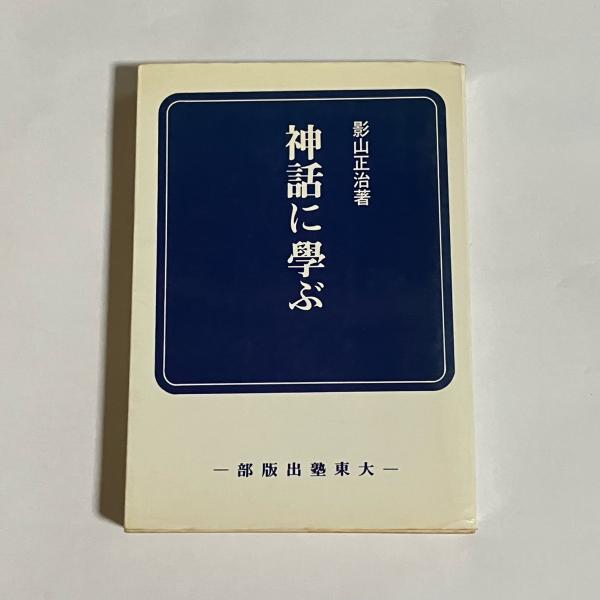 影山正治著
神話に學ぶ
― 部版出塾東大 ―